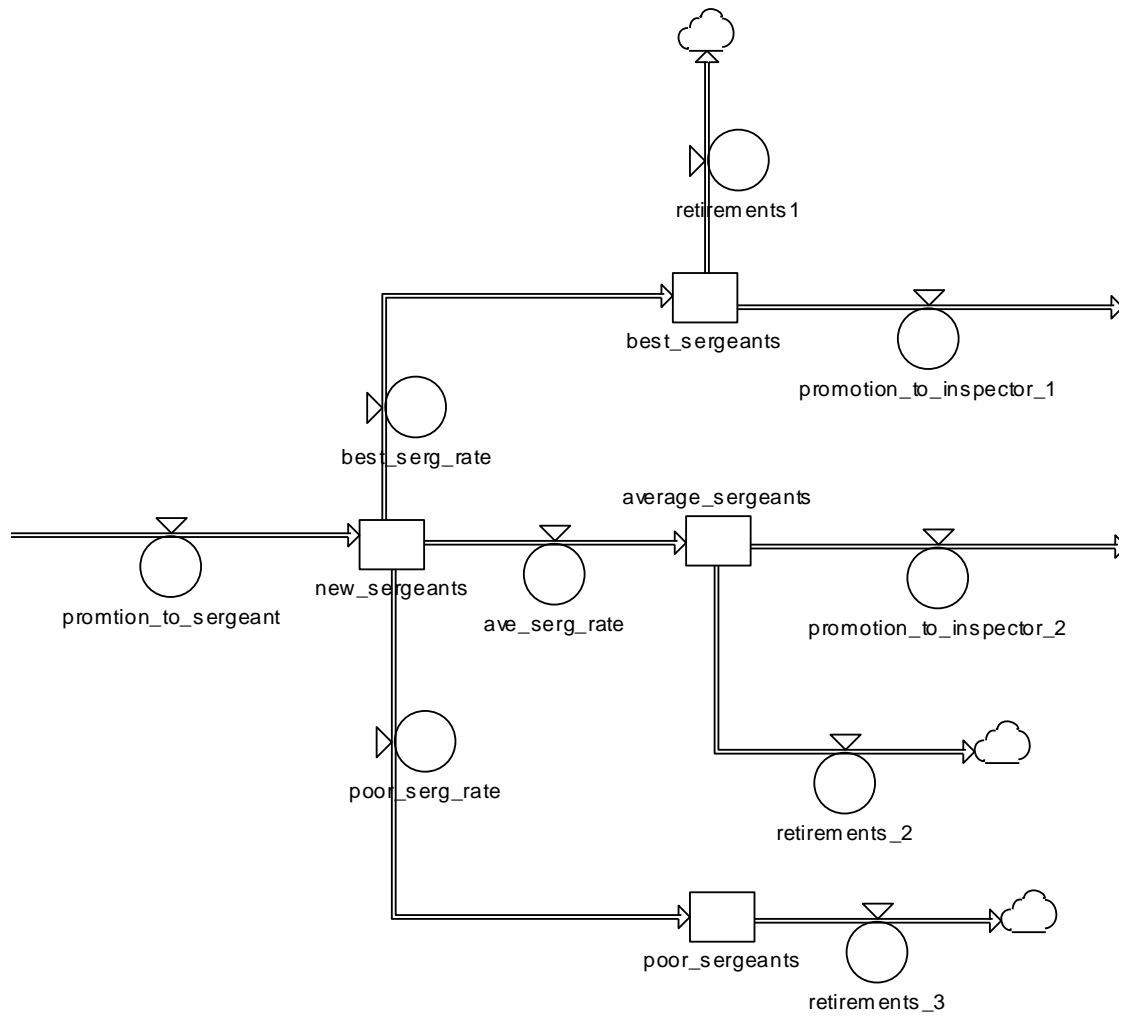 retirements1
best_sergeants
promotion_to_inspector_1
best_serg_rate
average_sergeants
new_sergeants
promtion_to_sergeant
ave_serg_rate
promotion_to_inspector_2
poor_serg_rate
retirements_2
poor_sergeants
retirements_3